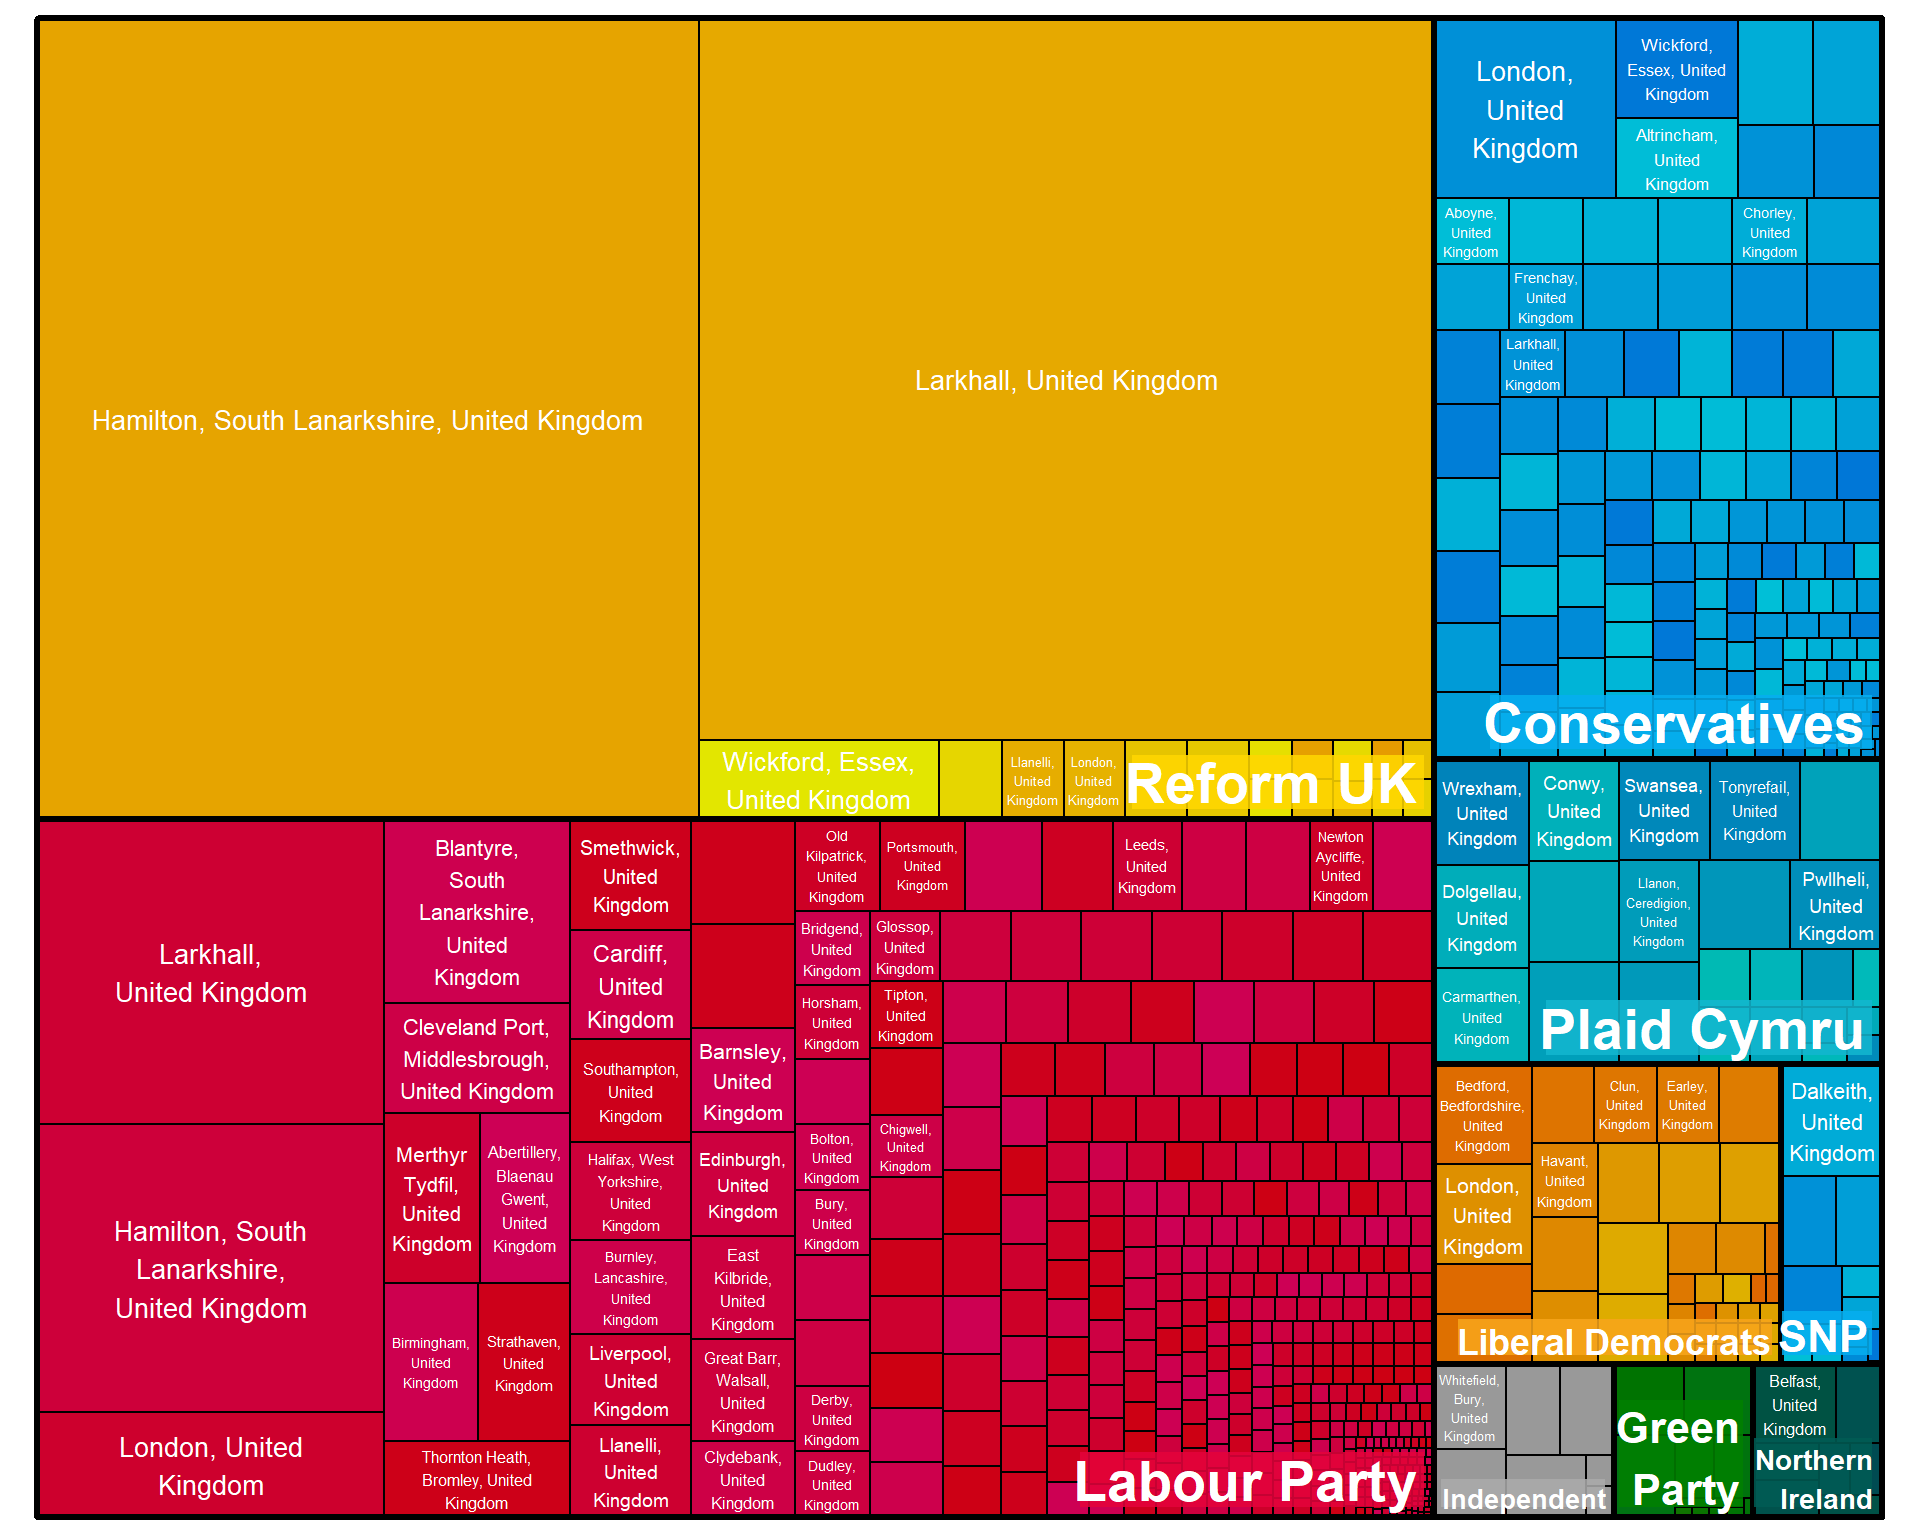 Hamilton, South Lanarkshire, United Kingdom
Larkhall, United Kingdom
Wickford, Essex,
United Kingdom
Llanelli,
United
Kingdom
London,
United
Kingdom
Reform UK
London,
United
Kingdom
Wickford,
Essex, United
Kingdom
Altrincham,
United
Kingdom
Aboyne,
United
Kingdom
Chorley,
United
Kingdom
Frenchay,
United
Kingdom
Larkhall,
United
Kingdom
Conservatives
Larkhall,
United Kingdom
Hamilton, South
Lanarkshire,
United Kingdom
London, United
Kingdom
Blantyre,
South
Lanarkshire,
United
Kingdom
Cleveland Port,
Middlesbrough,
United Kingdom
Merthyr
Tydfil,
United
Kingdom
Abertillery,
Blaenau
Gwent,
United
Kingdom
Birmingham,
United
Kingdom
Strathaven,
United
Kingdom
Thornton Heath,
Bromley, United
Kingdom
Smethwick,
United
Kingdom
Cardiff,
United
Kingdom
Southampton,
United
Kingdom
Halifax, West
Yorkshire,
United
Kingdom
Burnley,
Lancashire,
United
Kingdom
Liverpool,
United
Kingdom
Llanelli,
United
Kingdom
Barnsley,
United
Kingdom
Edinburgh,
United
Kingdom
East
Kilbride,
United
Kingdom
Great Barr,
Walsall,
United
Kingdom
Clydebank,
United
Kingdom
Old
Kilpatrick,
United
Kingdom
Portsmouth,
United
Kingdom
Leeds,
United
Kingdom
Newton
Aycliffe,
United
Kingdom
Bridgend,
United
Kingdom
Glossop,
United
Kingdom
Horsham,
United
Kingdom
Tipton,
United
Kingdom
Bolton,
United
Kingdom
Chigwell,
United
Kingdom
Bury,
United
Kingdom
Derby,
United
Kingdom
Dudley,
United
Kingdom
Labour Party
Wrexham,
United
Kingdom
Conwy,
United
Kingdom
Swansea,
United
Kingdom
Tonyrefail,
United
Kingdom
Dolgellau,
United
Kingdom
Llanon,
Ceredigion,
United
Kingdom
Pwllheli,
United
Kingdom
Carmarthen,
United
Kingdom
Plaid Cymru
Bedford,
Bedfordshire,
United
Kingdom
Clun,
United
Kingdom
Earley,
United
Kingdom
London,
United
Kingdom
Havant,
United
Kingdom
Liberal Democrats
Dalkeith,
United
Kingdom
SNP
Whitefield,
Bury,
United
Kingdom
Independent
Green
Party
Belfast,
United
Kingdom
Northern
Ireland